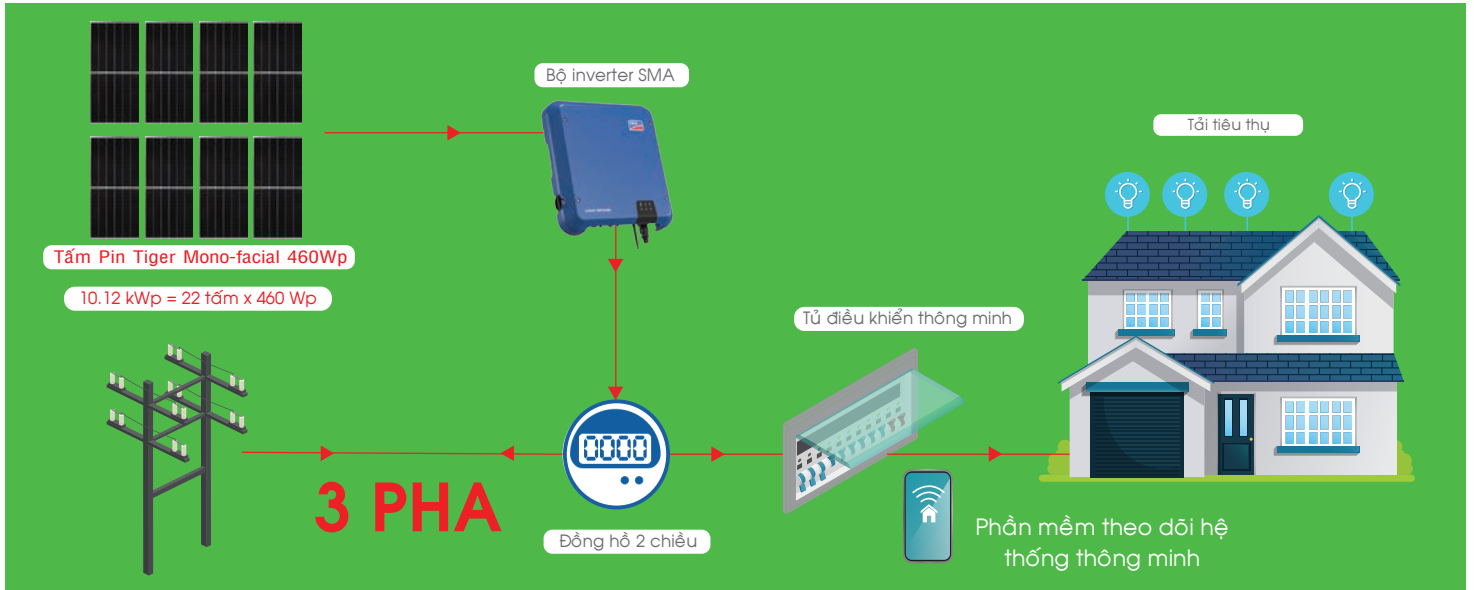 Bộ inverter SMA
Tải tiêu thụ
Tấm Pin Tiger Mono-facial 460Wp
10.12 kWp = 22 tấm x 460 Wp
Tủ điều khiển thông minh
0000
3 PHA
Đồng hồ 2 chiều
Phần mềm theo dõi hệ
thống thông minh